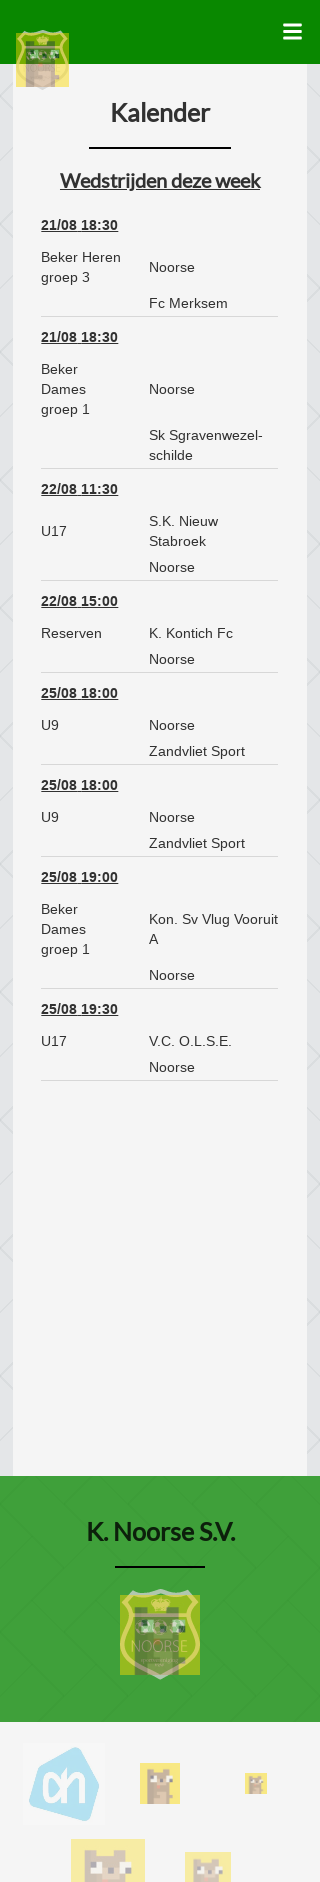 Kalender
Wedstrijden deze week
21/08 18:30
Beker Heren
groep 3
Noorse
Fc Merksem
21/08 18:30
Beker
Dames
groep 1
Noorse
Sk Sgravenwezel-
schilde
22/08 11:30
U17
S.K. Nieuw
Stabroek
Noorse
22/08 15:00
Reserven
K. Kontich Fc
Noorse
25/08 18:00
U9
Noorse
Zandvliet Sport
25/08 18:00
U9
Noorse
Zandvliet Sport
25/08 19:00
Beker
Dames
groep 1
Kon. Sv Vlug Vooruit
A
Noorse
25/08 19:30
U17
V.C. O.L.S.E.
Noorse
K. Noorse S.V.
NOORSE
ah